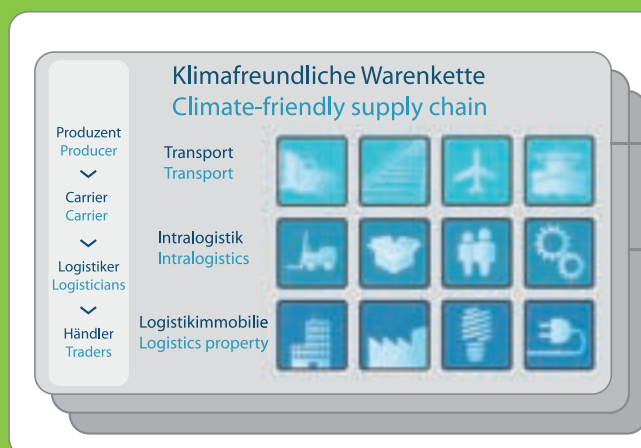 Klimafreundliche Warenkette
Climate-friendly supply chain
Produzent
Producer
Carrier
Carrier
Logistiker
Logisticians
Händler
Traders
Transport
Transport
Intralogistik
Intralogistics
Logistikimmobilie
Logistics property